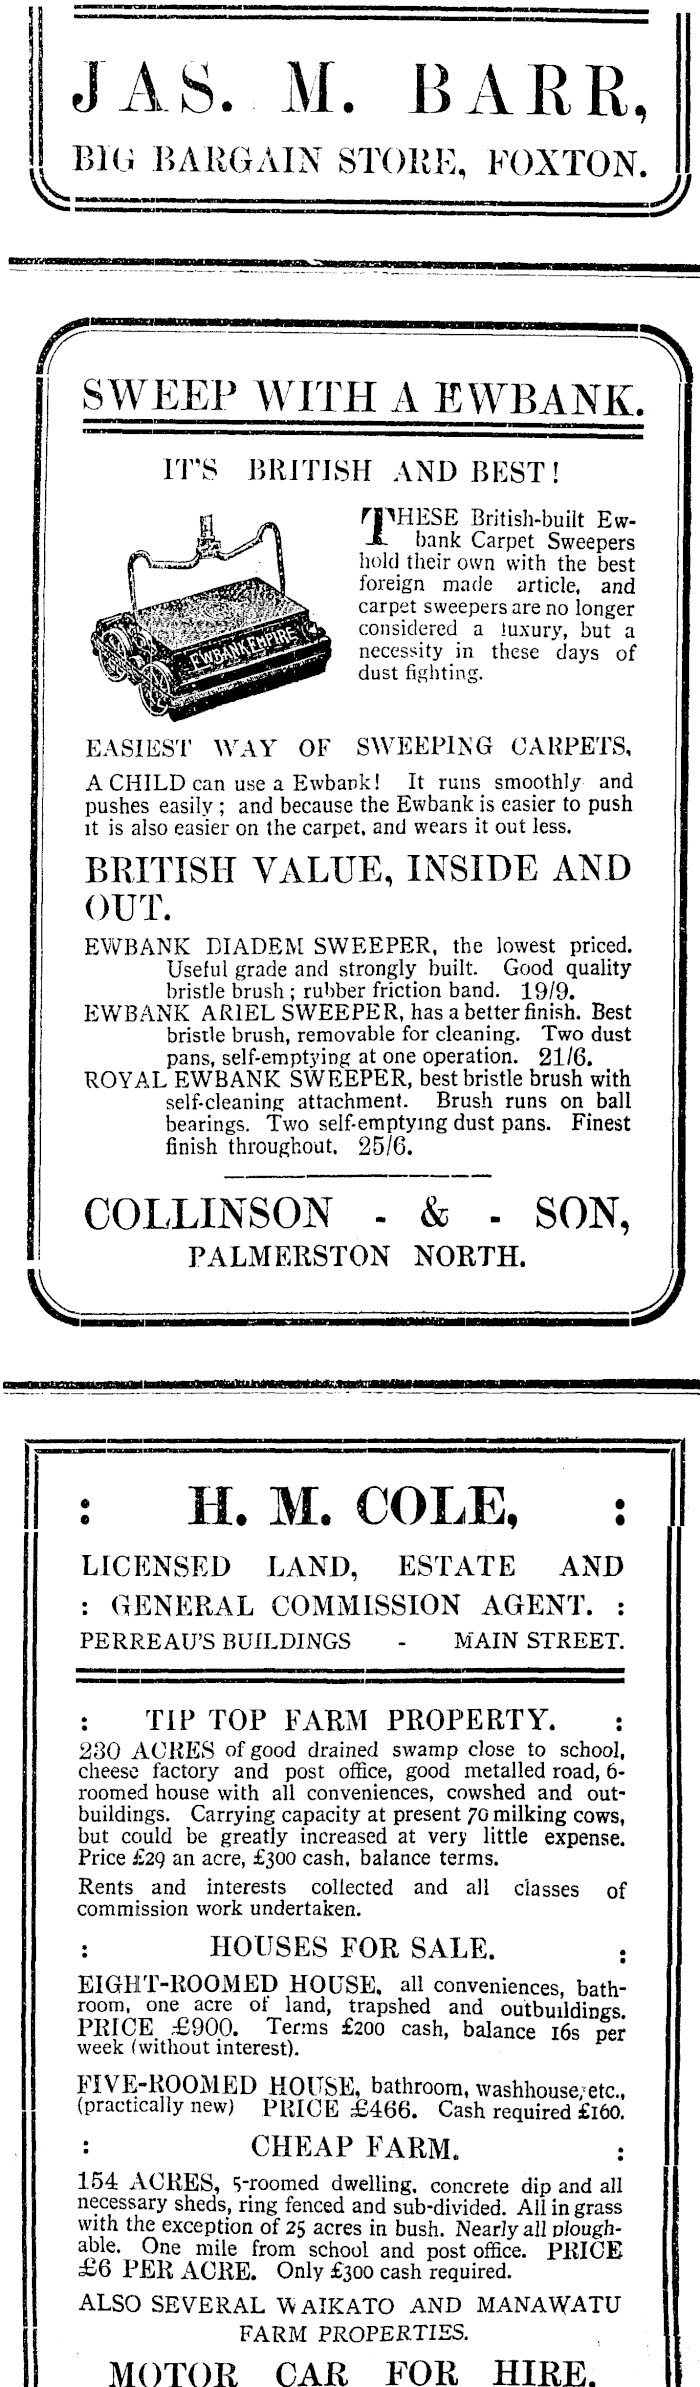 JAS. M. BARR,
BIG BARGAIN STORE, FOXTON.
SWEEP WITH A EWBANK.
IT'S BRITISH AND BEST!
THESE British-built Ew-
bank Carpet Sweepers
hold their own with the best
foreign made article, and
carpet sweepers are no longer
considered a luxury, but a
necessity in these days of
dust fighting.
EWBANK EMPIRE
EASIEST WAY OF SWEEPING CARPETS,
A CHILD can use a Ewbank! It runs smoothly and
pushes easily; and because the Ewbank is easier to push
it is also easier on the carpet, and wears it out less.
BRITISH VALUE, INSIDE AND
OUT.
EWBANK DIADEM SWEEPER, the lowest priced.
Useful grade and strongly built. Good quality
bristle brush; rubber friction band. 19/9.
EWBANK ARIEL SWEEPER, has a better finish. Best
bristle brush, removable for cleaning. Two dust
pans, self-emptying at one operation. 21/6.
ROYAL EWBANK SWEEPER, best bristle brush with
self-cleaning attachment. Brush runs on ball
bearings. Two self-emptying dust pans. Finest
finish throughout. 25/6.
COLLINSON - & - SON,
PALMERSTON NORTH.
: H. M. COLE, :
LICENSED LAND, ESTATE AND
: GENERAL COMMISSION AGENT. :
PERREAU'S BUILDINGS - MAIN STREET.
: TIP TOP FARM PROPERTY. :
230 ACRES of good drained swamp close to school,
cheese factory and post office, good metalled road, 6-
roomed house with all conveniences, cowshed and out-
buildings. Carrying capacity at present 70 milking cows,
but could be greatly increased at very little expense.
Price £29 an acre, £300 cash, balance terms.
Rents and interests collected and all classes of
commission work undertaken.
: HOUSES FOR SALE. :
EIGHT-ROOMED HOUSE, all conveniences, bath-
room, one acre of land, trapshed and outbuildings.
PRICE £900. Terms £200 cash, balance 16s per
week (without interest).
FIVE-ROOMED HOUSE, bathroom, washhouse, etc.,
(practically new) PRICE £466. Cash required £160.
: CHEAP FARM. :
154 ACRES, 5-roomed dwelling, concrete dip and all
necessary sheds, ring fenced and sub-divided. All in grass
with the exception of 25 acres in bush. Nearly all plough-
able. One mile from school and post office. PRICE
£6 PER ACRE. Only £300 cash required.
ALSO SEVERAL WAIKATO AND MANAWATU
FARM PROPERTIES.
MOTOR CAR FOR HIRE.